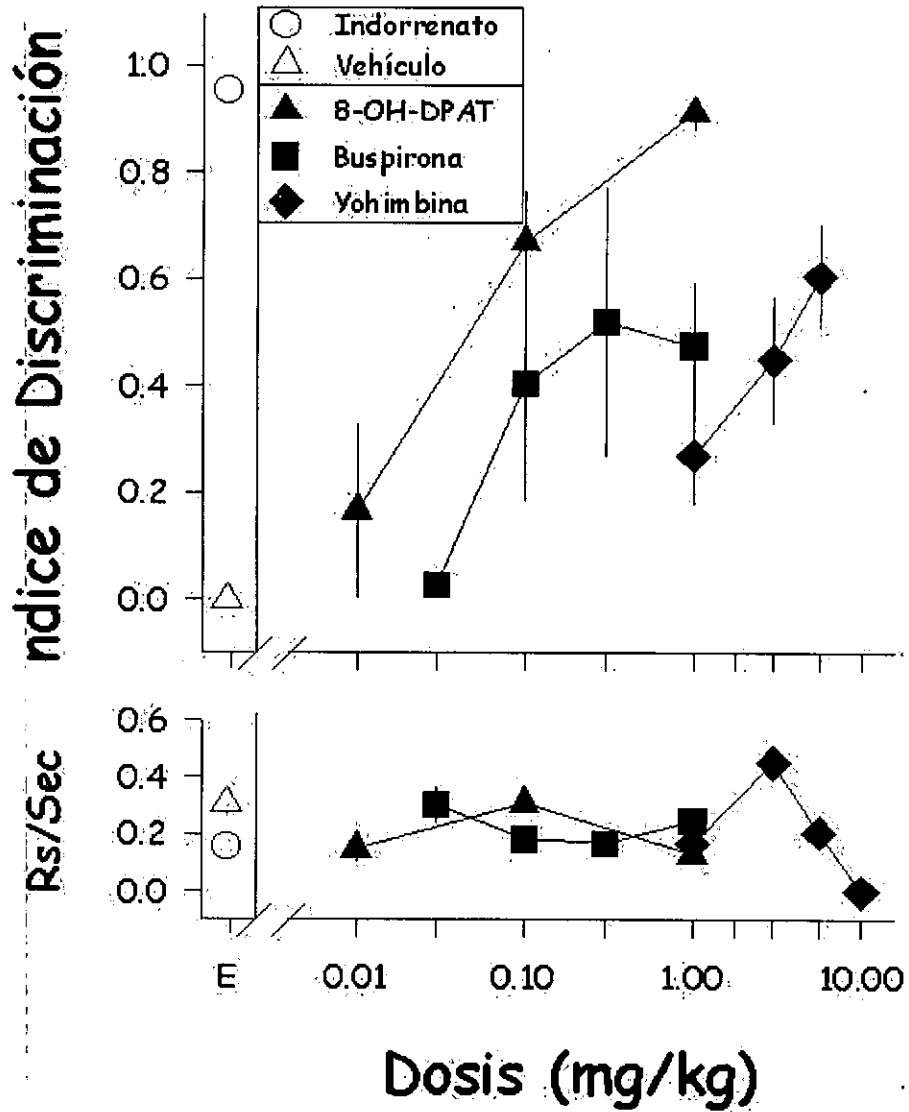 Indorrenato
Vehículo
8-OH-DPAT
Buspirona
Yohimbina
ndice de Discriminación
1.0
0.8
0.6
0.4
0.2
0.0
Rs/Sec
0.6
0.4
0.2
0.0
E 0.01 0.10 1.00 10.00
Dosis (mg/kg)